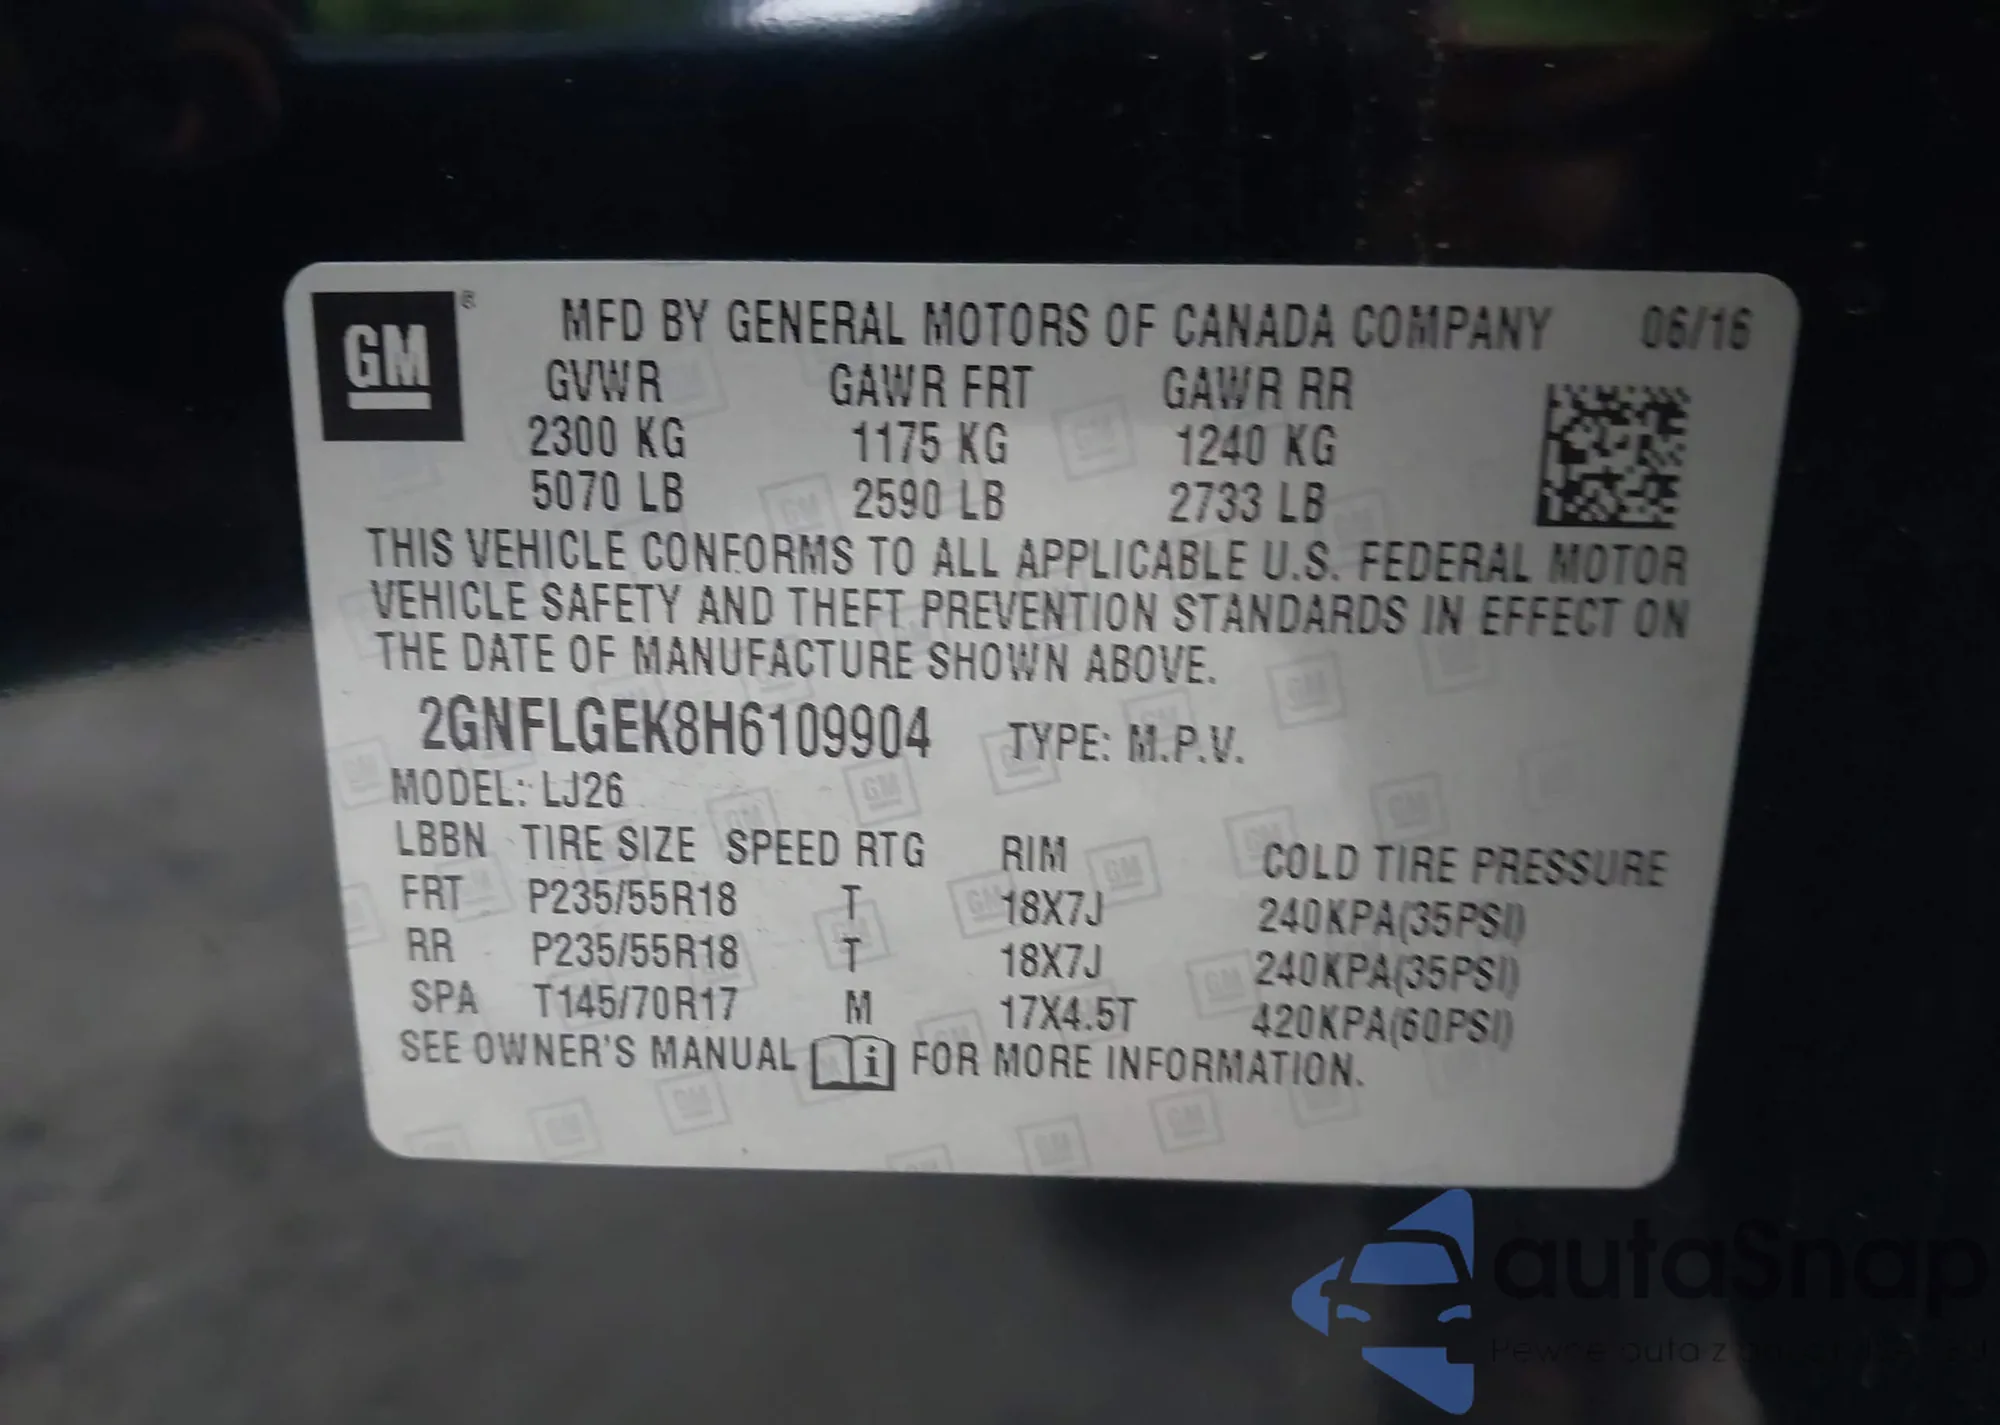 GM ® MFD BY GENERAL MOTORS OF CANADA COMPANY 06/16
GVWR GAWR FRT GAWR RR
2300 KG 1175 KG 1240 KG
5070 LB 2590 LB 2733 LB
THIS VEHICLE CONFORMS TO ALL APPLICABLE U.S. FEDERAL MOTOR
VEHICLE SAFETY AND THEFT PREVENTION STANDARDS IN EFFECT ON
THE DATE OF MANUFACTURE SHOWN ABOVE.
2GNFLGEK8H6109904 TYPE: M.P.V.
MODEL: LJ26
LBBN TIRE SIZE SPEED RTG RIM COLD TIRE PRESSURE
FRT P235/55R18 T 18X7J 240KPA(35PSI)
RR P235/55R18 T 18X7J 240KPA(35PSI)
SPA T145/70R17 M 17X4.5T 420KPA(60PSI)
SEE OWNER'S MANUAL i FOR MORE INFORMATION.
autaSnap
Pewne auta z